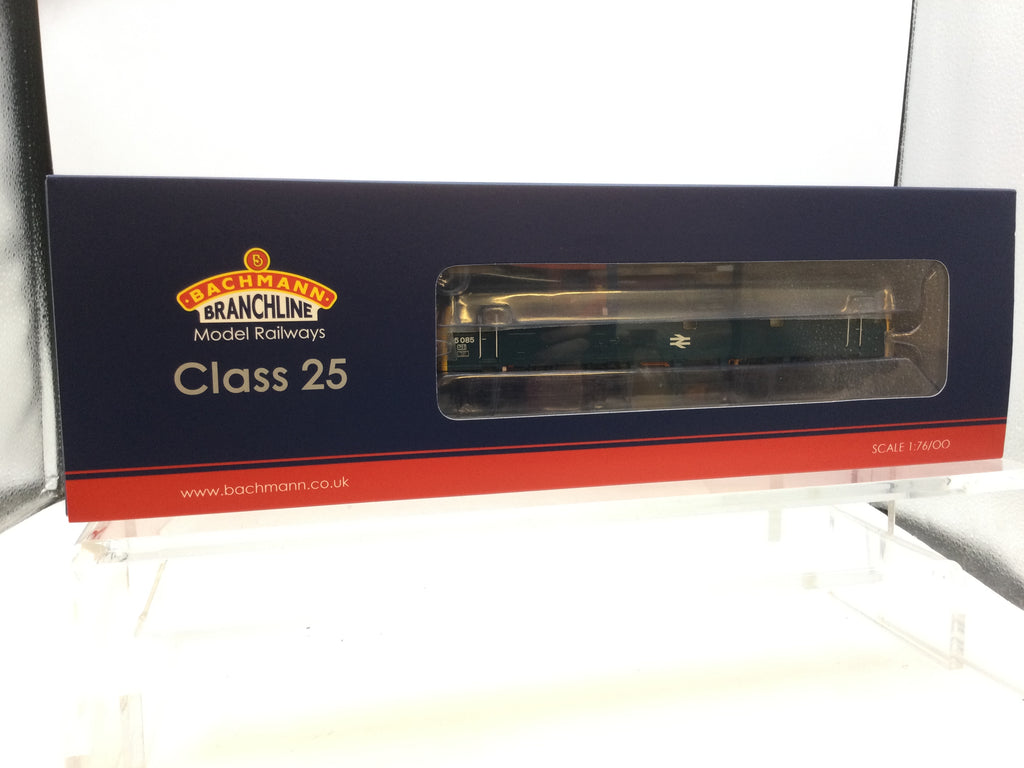 BACHMANN
BRANCHLINE
Model Railways
Class 25
5 085
SCALE 1:76/OO
www.bachmann.co.uk